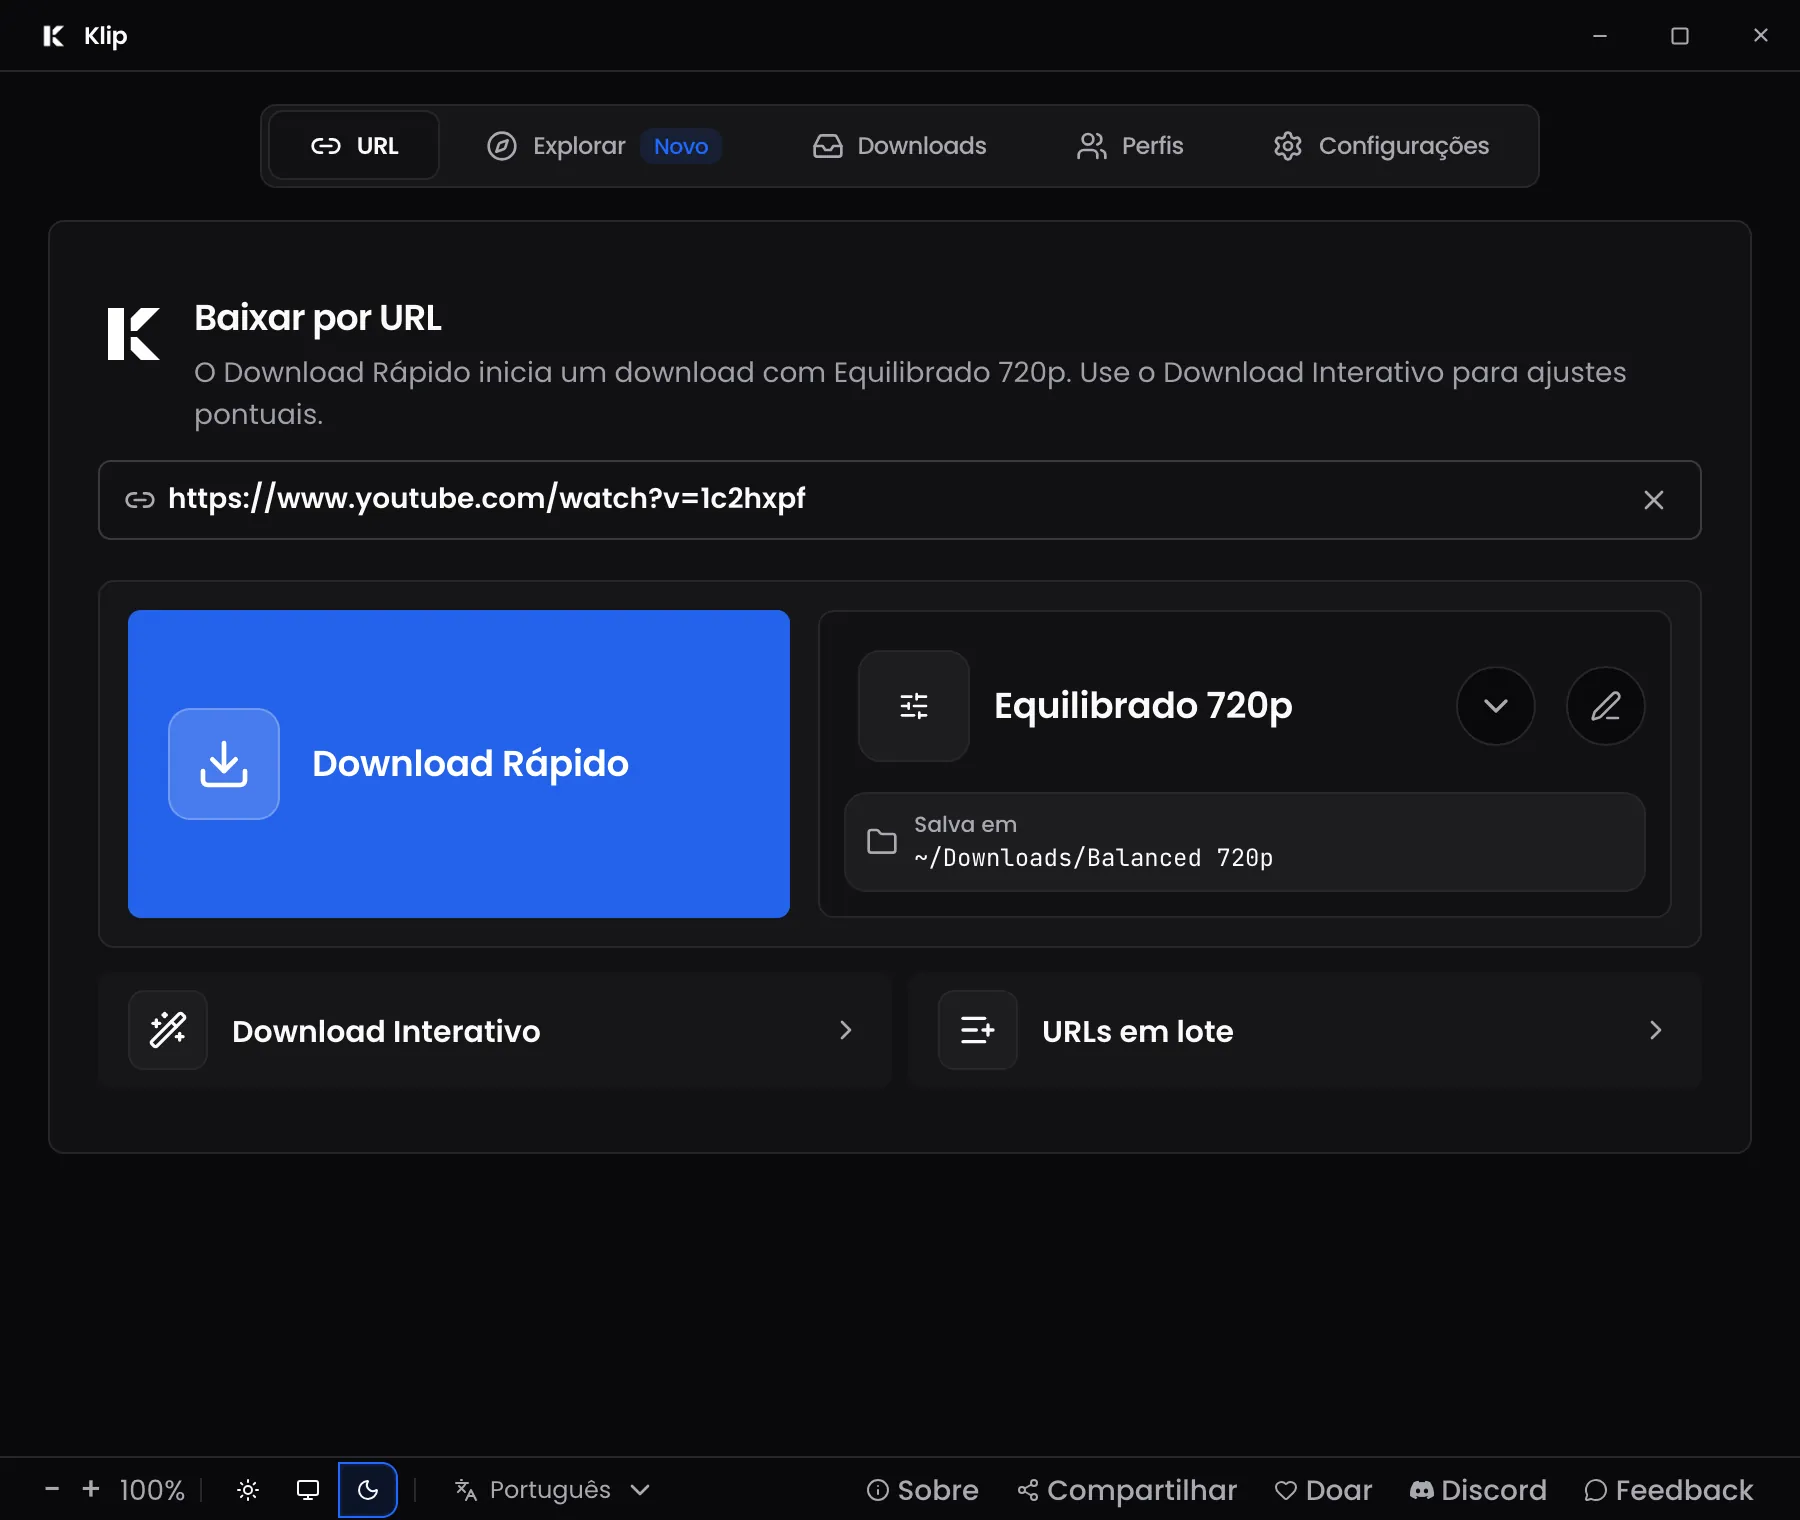 Klip
URL
Explorar
Novo
Downloads
Perfis
Configurações
Baixar por URL
O Download Rápido inicia um download com Equilibrado 720p. Use o Download Interativo para ajustes
pontuais.
https://www.youtube.com/watch?v=1c2hxpf
Download Rápido
Equilibrado 720p
Salva em
~/Downloads/Balanced 720p
Download Interativo
URLs em lote
100%
Português
Sobre
Compartilhar
Doar
Discord
Feedback